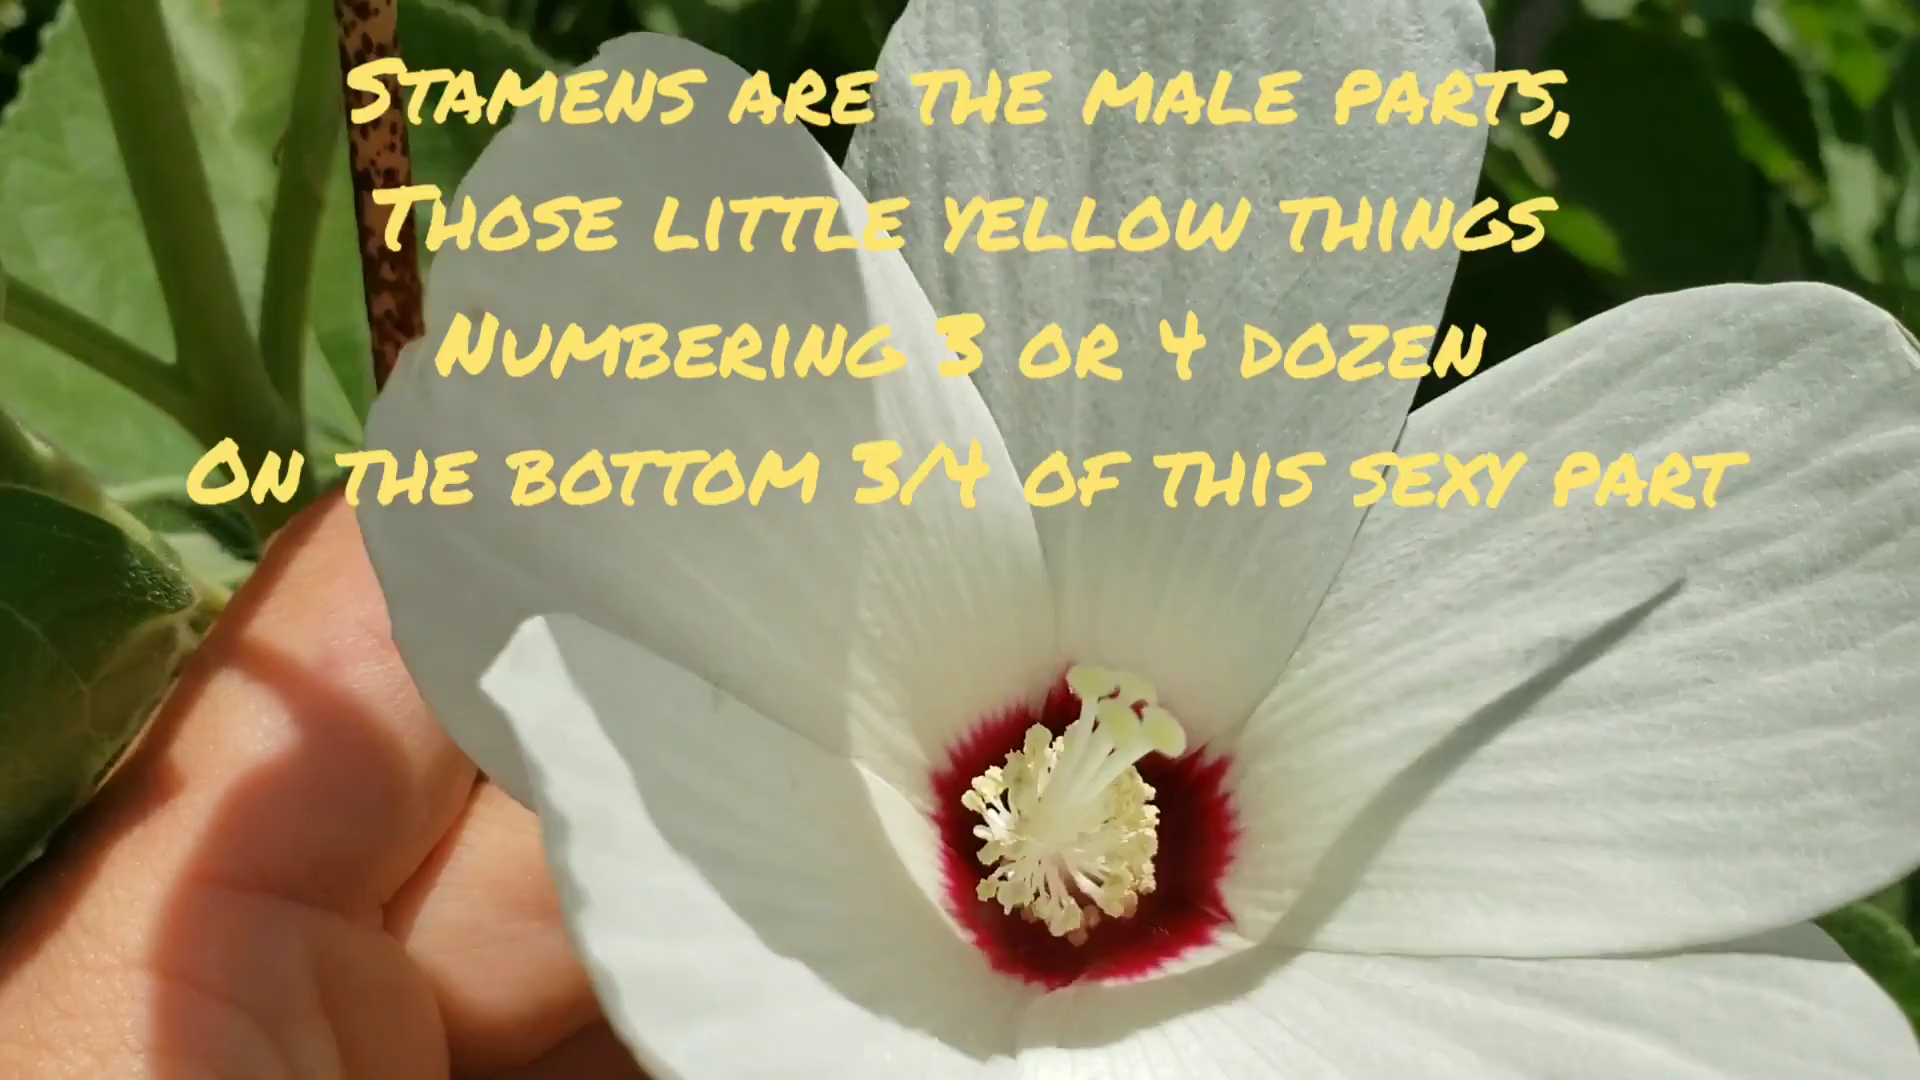 Stamens are the male parts,
Those little yellow things
Numbering 3 or 4 dozen
On the bottom 3/4 of this sexy part